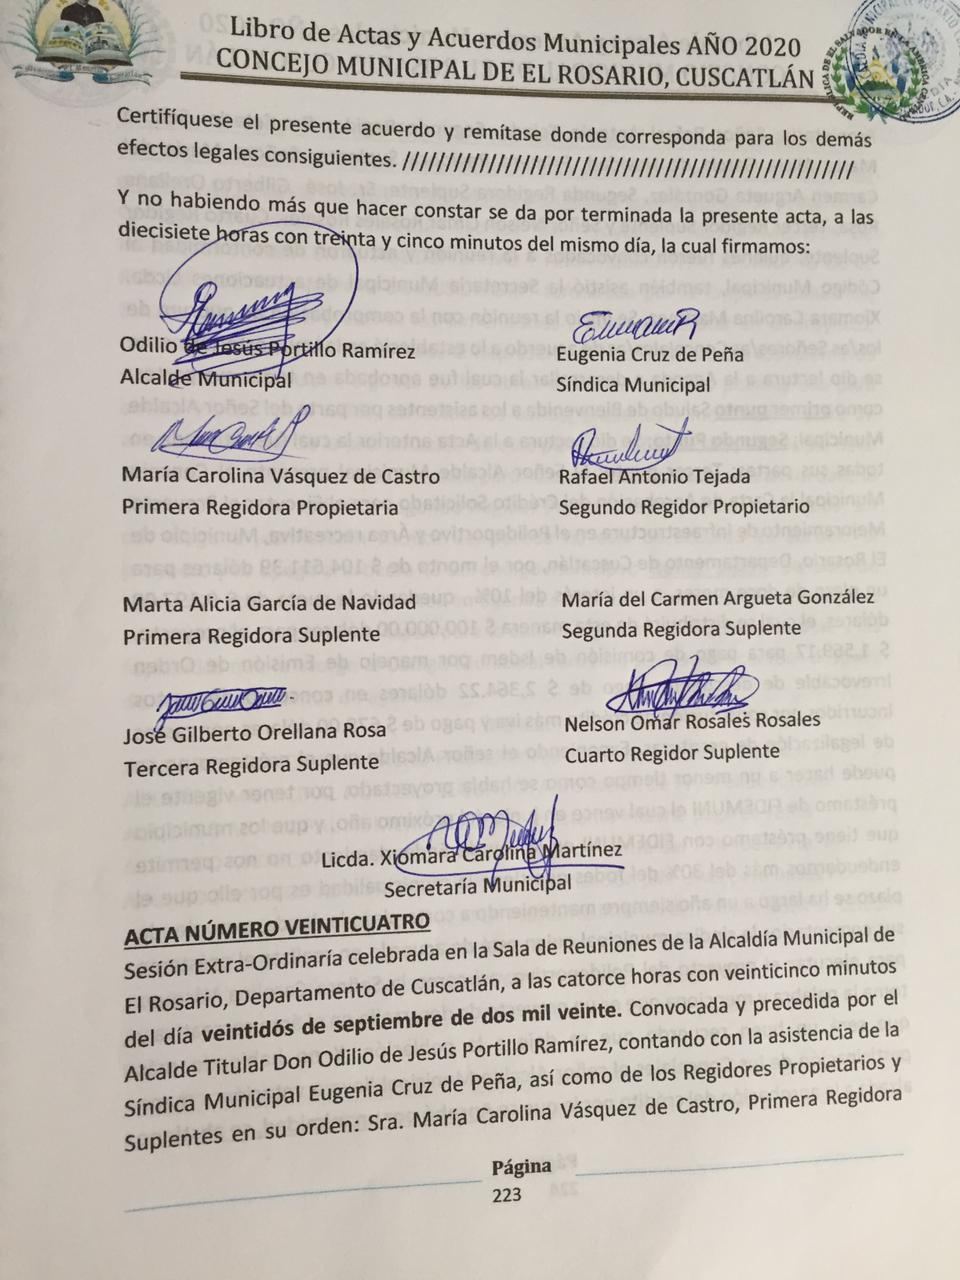 Libro de Actas y Acuerdos Municipales AÑO 2020
CONCEJO MUNICIPAL DE EL ROSARIO, CUSCATLÁN
Certifíquese el presente acuerdo y remítase donde corresponda para los demás
efectos legales consiguientes. //////////////////////////////////////////////////////
Y no habiendo más que hacer constar se da por terminada la presente acta, a las
diecisiete horas con treinta y cinco minutos del mismo día, la cual firmamos:
Odilio de Jesús Portillo Ramírez
Alcalde Municipal
Eugenia Cruz de Peña
Síndica Municipal
María Carolina Vásquez de Castro
Primera Regidora Propietaria
Rafael Antonio Tejada
Segundo Regidor Propietario
Marta Alicia García de Navidad
Primera Regidora Suplente
María del Carmen Argueta González
Segunda Regidora Suplente
José Gilberto Orellana Rosa
Tercera Regidora Suplente
Nelson Omar Rosales Rosales
Cuarto Regidor Suplente
Licda. Xiomara Carolina Martínez
Secretaría Municipal
ACTA NÚMERO VEINTICUATRO
Sesión Extra-Ordinaría celebrada en la Sala de Reuniones de la Alcaldía Municipal de
El Rosario, Departamento de Cuscatlán, a las catorce horas con veinticinco minutos
del día veintidós de septiembre de dos mil veinte. Convocada y precedida por el
Alcalde Titular Don Odilio de Jesús Portillo Ramírez, contando con la asistencia de la
Síndica Municipal Eugenia Cruz de Peña, así como de los Regidores Propietarios y
Suplentes en su orden: Sra. María Carolina Vásquez de Castro, Primera Regidora
Página
223